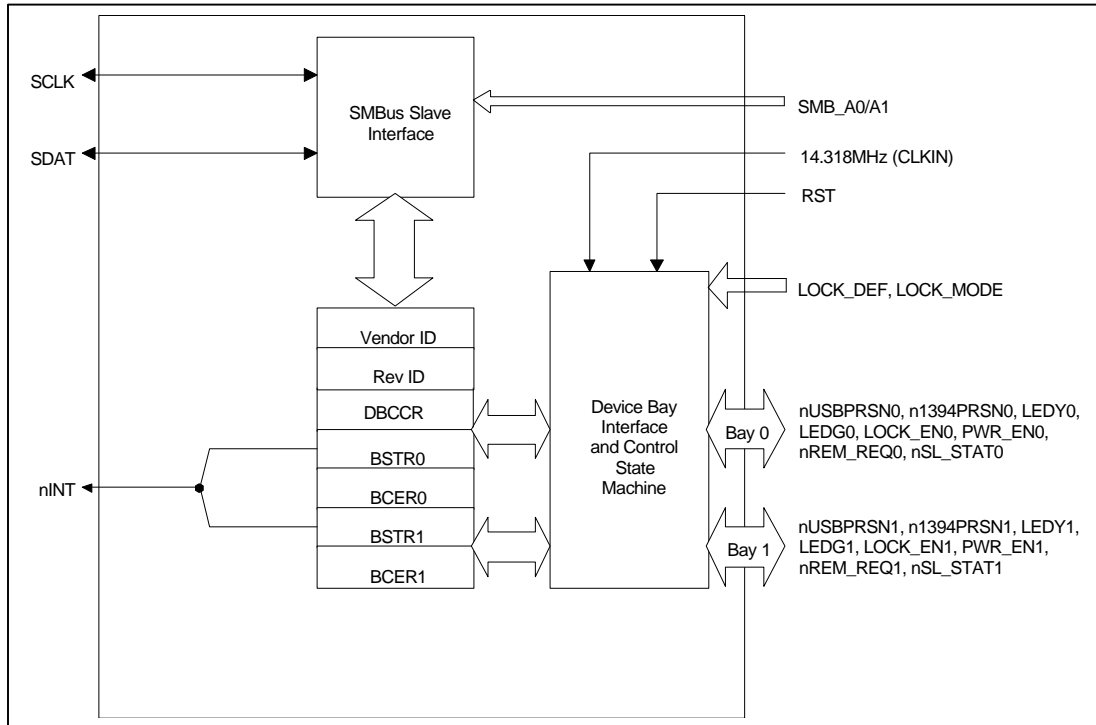 SCLK
SDAT
SMBus Slave
Interface
SMB_A0/A1
14.318MHz (CLKIN)
RST
LOCK_DEF, LOCK_MODE
Vendor ID
Rev ID
DBCCR
BSTR0
BCER0
BSTR1
BCER1
nINT
Device Bay
Interface
and Control
State
Machine
Bay 0
nUSBPRSN0, n1394PRSN0, LEDY0,
LEDG0, LOCK_EN0, PWR_EN0,
nREM_REQ0, nSL_STAT0
Bay 1
nUSBPRSN1, n1394PRSN1, LEDY1,
LEDG1, LOCK_EN1, PWR_EN1,
nREM_REQ1, nSL_STAT1